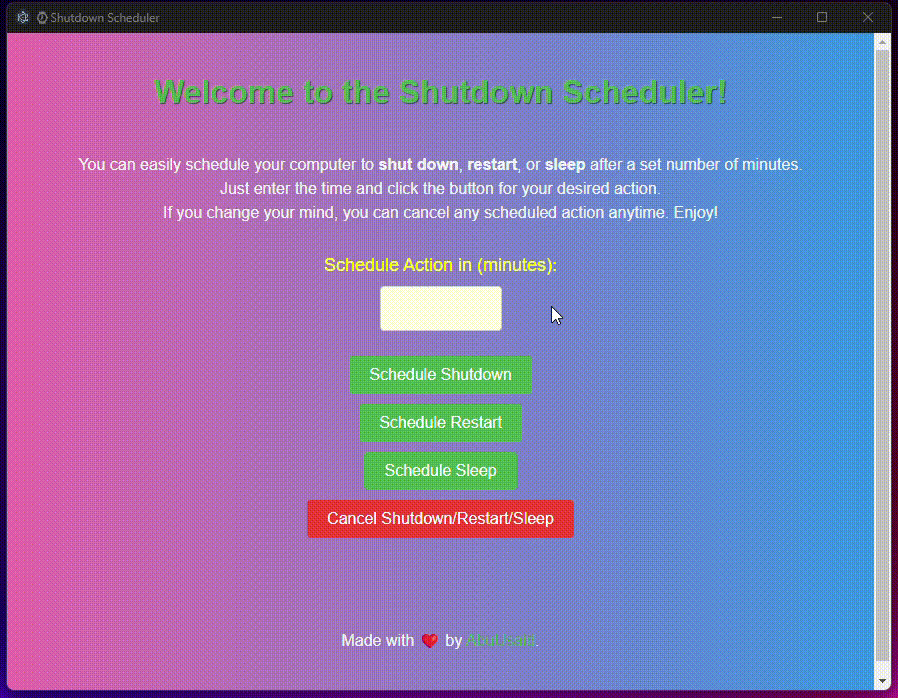 Shutdown Scheduler
Welcome to the Shutdown Scheduler!
You can easily schedule your computer to shut down, restart, or sleep after a set number of minutes.
Just enter the time and click the button for your desired action.
If you change your mind, you can cancel any scheduled action anytime. Enjoy!
Schedule Action in (minutes):
Schedule Shutdown
Schedule Restart
Schedule Sleep
Cancel Shutdown/Restart/Sleep
Made with ❤️ by AbuUsaid.